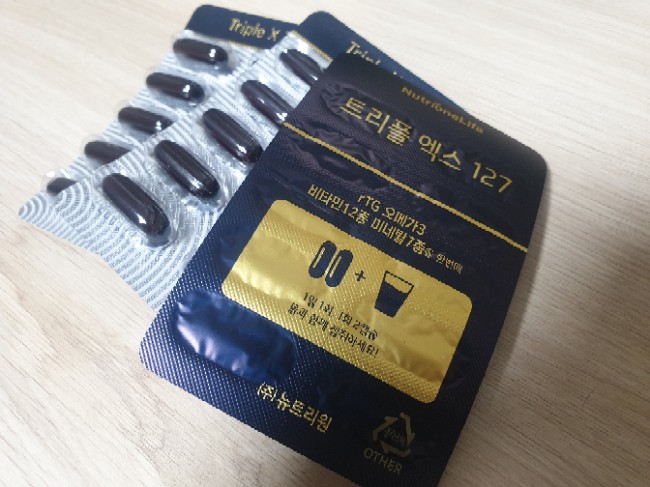 Triple X
Triple
NutriOneLife
트리플 엑스 127
rTG 오메가3
비타민12종 미네랄7종을 한번에
1일 1회, 1회 2캡슐
물과 함께 섭취하세요!
(주)뉴트리원
OTHER